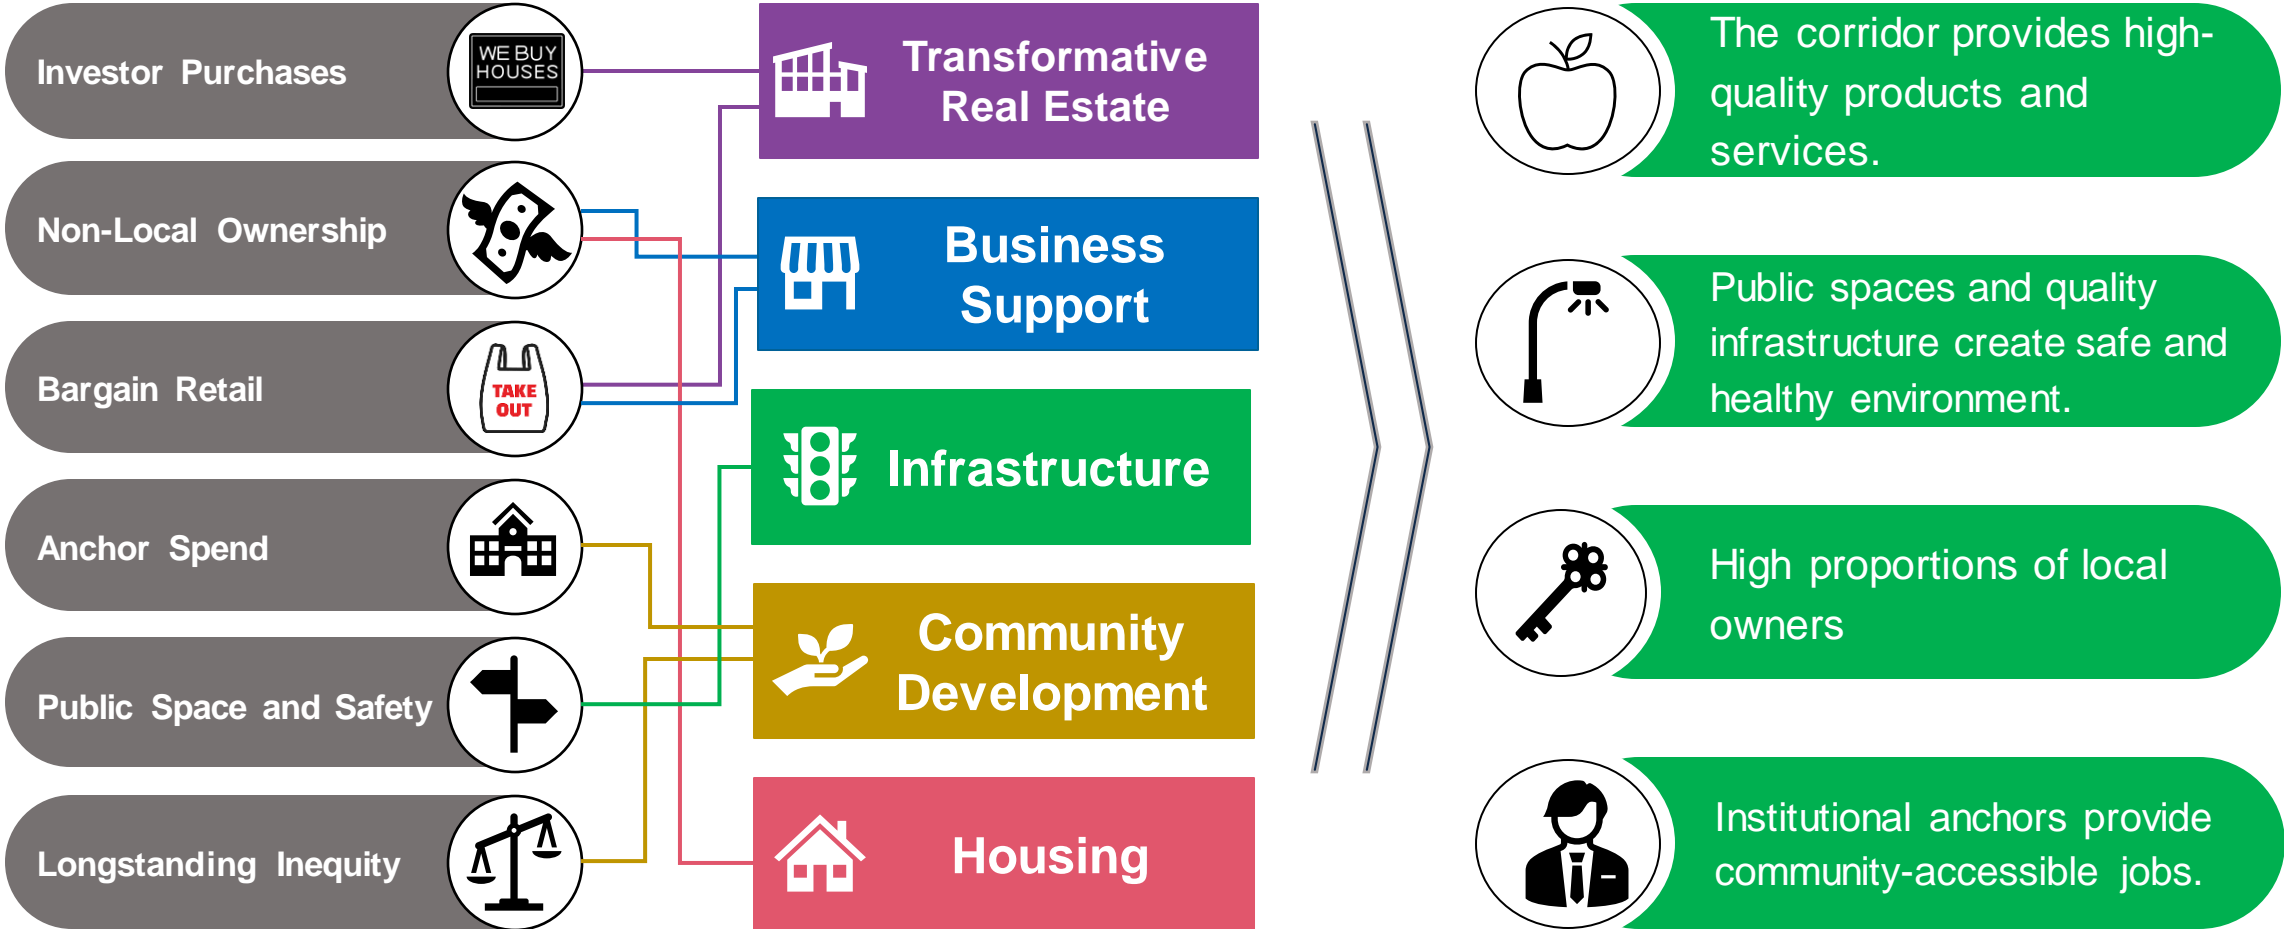 Investor Purchases
WE BUY
HOUSES
Non-Local Ownership
Bargain Retail
TAKE
OUT
Anchor Spend
Public Space and Safety
Longstanding Inequity
Transformative
Real Estate
Business
Support
Infrastructure
Community
Development
Housing
The corridor provides high-
quality products and
services.
Public spaces and quality
infrastructure create safe and
healthy environment.
High proportions of local
owners
Institutional anchors provide
community-accessible jobs.